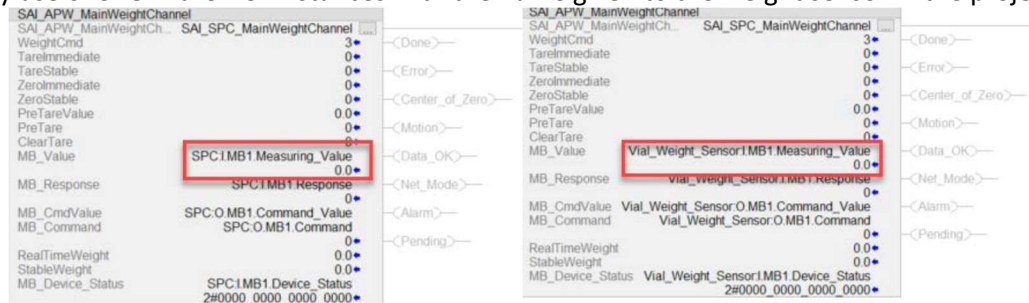 SAI_APW_MainWeightChannel
SAI_APW_MainWeightCh... SAI_SPC_MainWeightChannel ...
WeightCmd 3
TareImmediate 0
TareStable 0
ZeroImmediate 0
ZeroStable 0
PreTareValue 0.0
PreTare 0
ClearTare 0
MB_Value SPC:I.MB1.Measuring_Value
0.0
MB_Response SPC:I.MB1.Response
0
MB_CmdValue SPC:O.MB1.Command_Value
MB_Command SPC:O.MB1.Command
0
RealTimeWeight 0.0
StableWeight 0.0
MB_Device_Status SPC:I.MB1.Device_Status
2#0000_0000_0000_0000
(Done)
(Error)
(Center_of_Zero)
(Motion)
(Data_OK)
(Net_Mode)
(Alarm)
(Pending)
SAI_APW_MainWeightChannel
SAI_APW_MainWeightCh... SAI_SPC_MainWeightChannel ...
WeightCmd 3
TareImmediate 0
TareStable 0
ZeroImmediate 0
ZeroStable 0
PreTareValue 0.0
PreTare 0
ClearTare 0
MB_Value Vial_Weight_Sensor:I.MB1.Measuring_Value
0.0
MB_Response Vial_Weight_Sensor:I.MB1.Response
0
MB_CmdValue Vial_Weight_Sensor:O.MB1.Command_Value
MB_Command Vial_Weight_Sensor:O.MB1.Command
0
RealTimeWeight 0.0
StableWeight 0.0
MB_Device_Status Vial_Weight_Sensor:I.MB1.Device_Status
2#0000_0000_0000_0000
(Done)
(Error)
(Center_of_Zero)
(Motion)
(Data_OK)
(Net_Mode)
(Alarm)
(Pending)